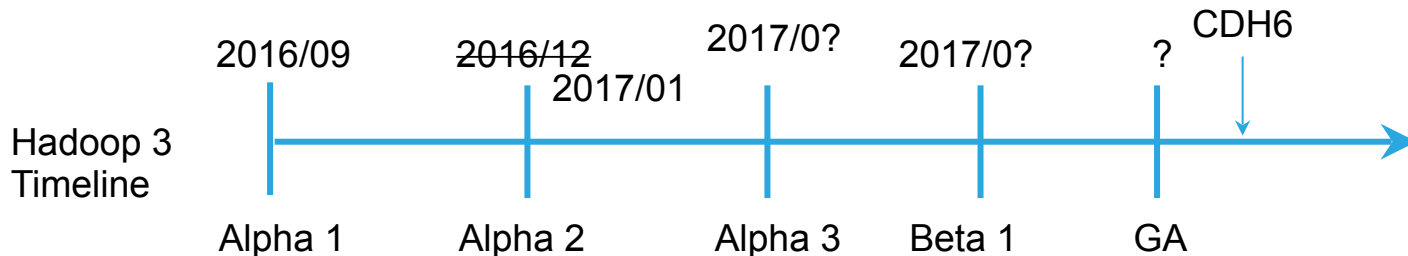 CDH6
2016/09
2016/12
2017/01
2017/0?
2017/0?
?
Hadoop 3
Timeline
Alpha 1
Alpha 2
Alpha 3
Beta 1
GA